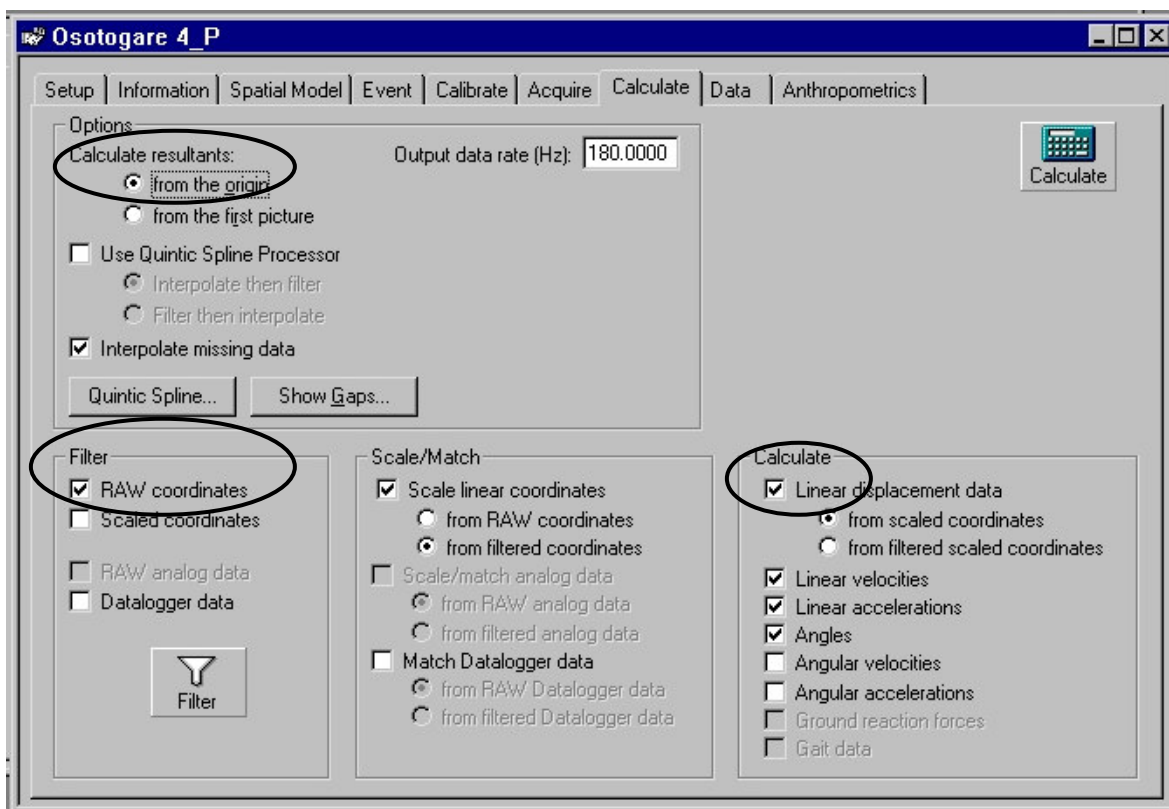 Osotogare 4_P
Setup Information Spatial Model Event Calibrate Acquire Calculate Data Anthropometrics
Options
Calculate resultants: Output data rate (Hz): 180.0000
from the origin
from the first picture
Use Quintic Spline Processor
Interpolate then filter
Filter then interpolate
Interpolate missing data
Quintic Spline... Show Gaps...
Calculate
Filter
RAW coordinates
Scaled coordinates
RAW analog data
Datalogger data
Filter
Scale/Match
Scale linear coordinates
from RAW coordinates
from filtered coordinates
Scale/match analog data
from RAW analog data
from filtered analog data
Match Datalogger data
from RAW Datalogger data
from filtered Datalogger data
Calculate
Linear displacement data
from scaled coordinates
from filtered scaled coordinates
Linear velocities
Linear accelerations
Angles
Angular velocities
Angular accelerations
Ground reaction forces
Gait data